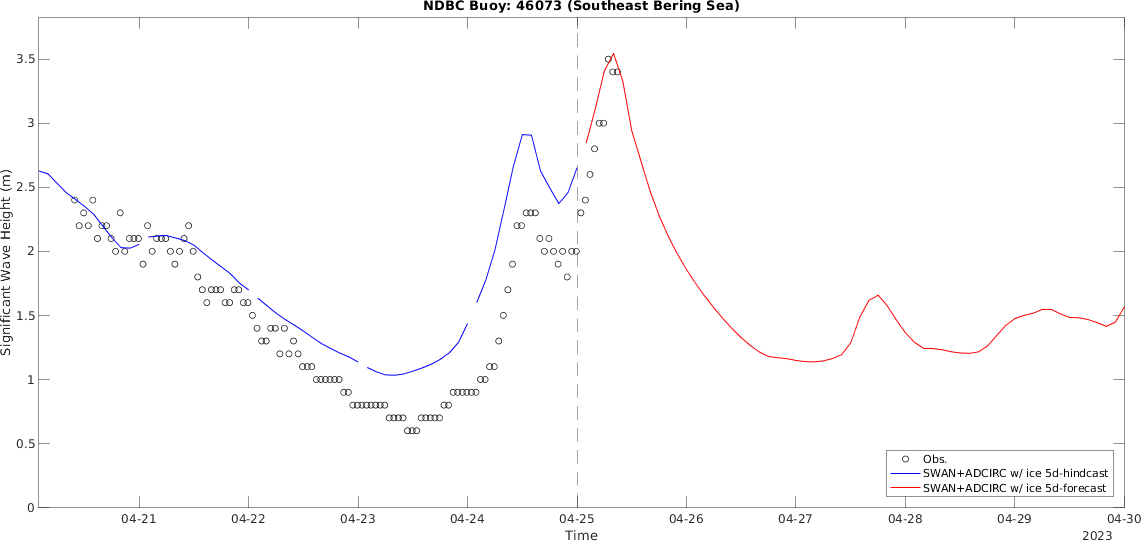 NDBC Buoy: 46073 (Southeast Bering Sea)
Significant Wave Height (m)
3.5
3
2.5
2
1.5
1
0.5
0
Obs.
SWAN+ADCIRC w/ ice 5d-hindcast
SWAN+ADCIRC w/ ice 5d-forecast
04-21 04-22 04-23 04-24 04-25 04-26 04-27 04-28 04-29 04-30
Time
2023